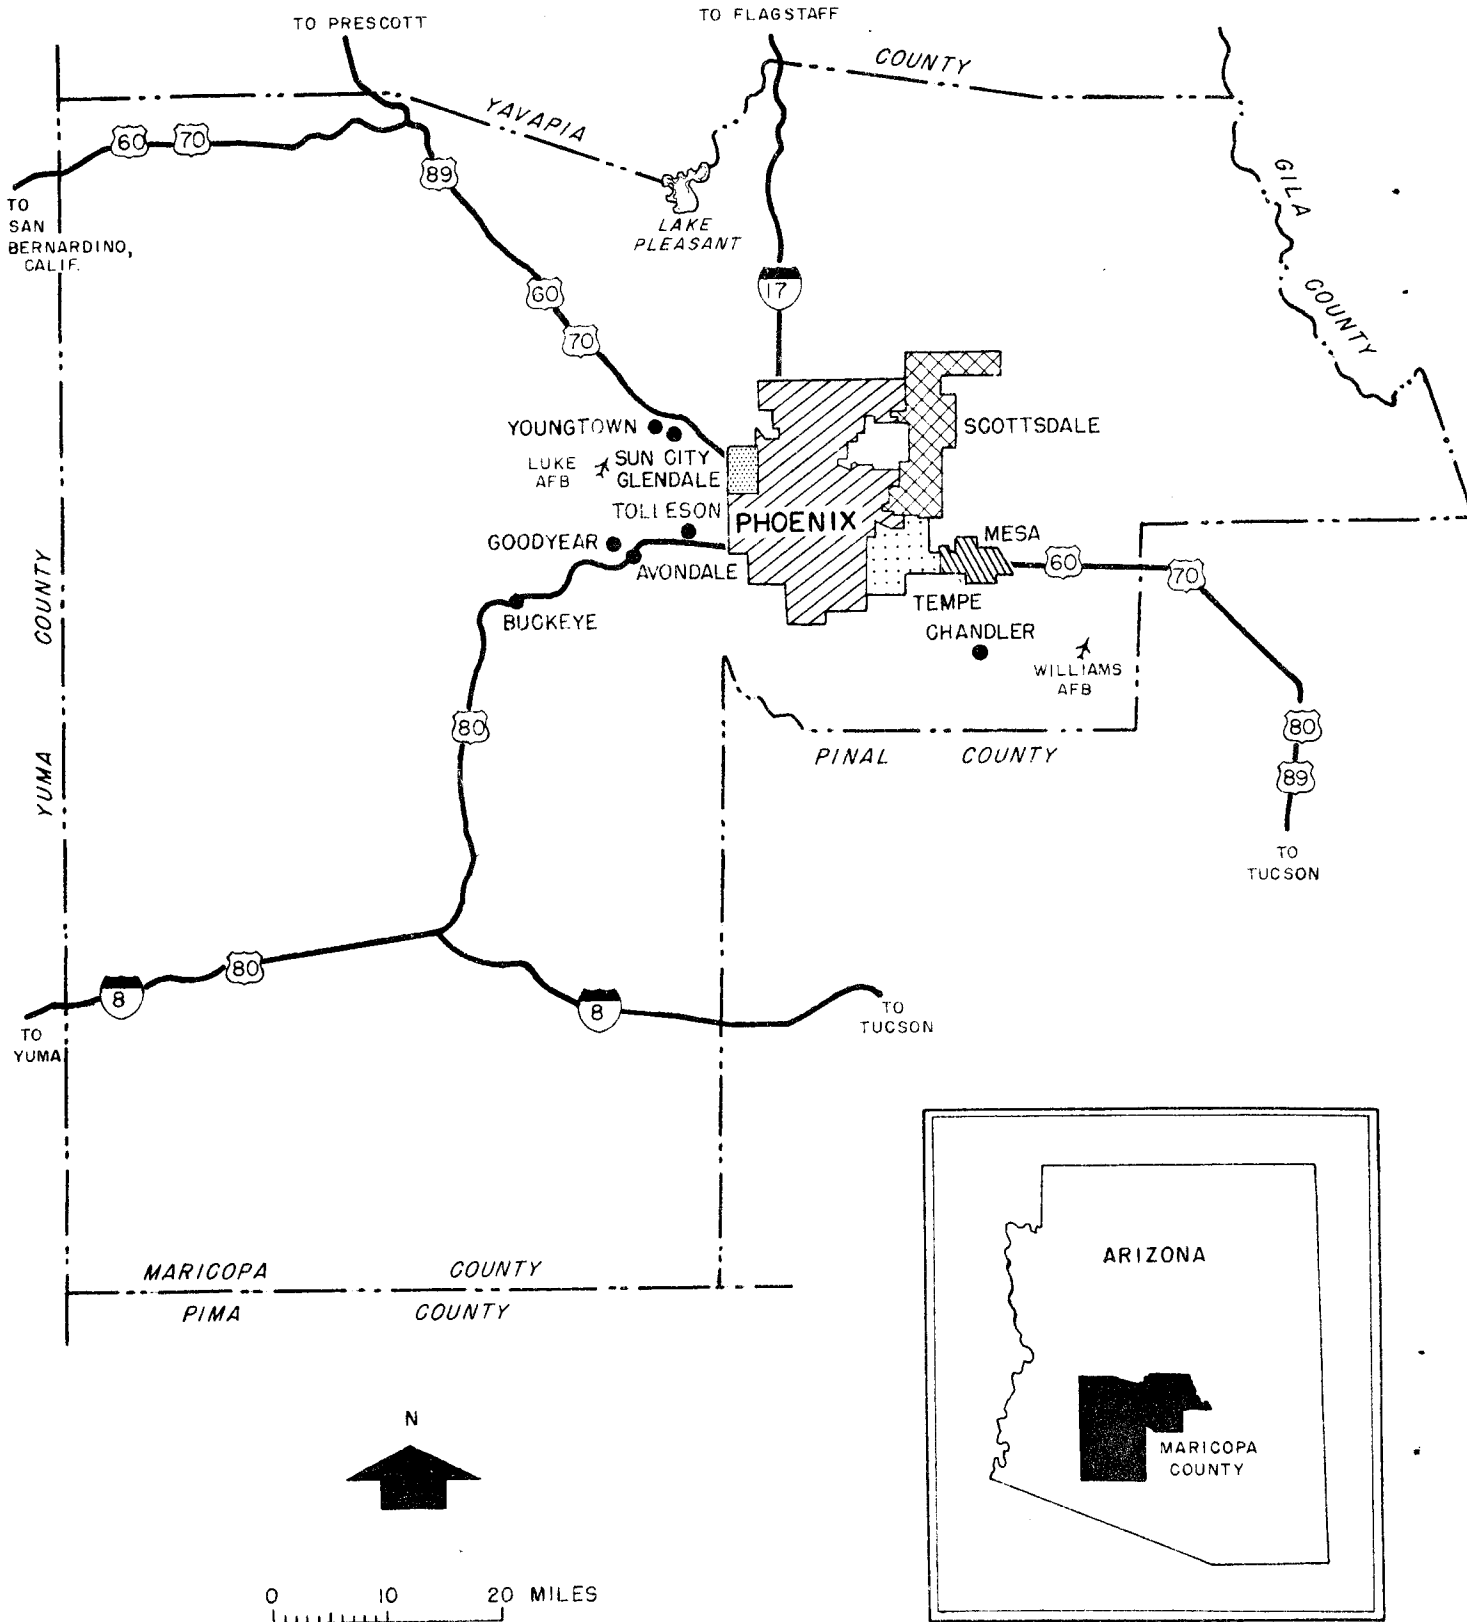 TO PRESCOTT
TO FLAGSTAFF
COUNTY
YAVAPIA
60
70
89
TO
SAN
BERNARDINO,
CALIF.
LAKE
PLEASANT
GILA
COUNTY
17
60
70
YOUNGTOWN
SCOTTSDALE
LUKE
AFB
SUN CITY
GLENDALE
TOLLESON
PHOENIX
GOODYEAR
MESA
AVONDALE
60
70
BUCKEYE
TEMPE
CHANDLER
WILLIAMS
AFB
YUMA COUNTY
80
PINAL COUNTY
80
89
TO
TUCSON
80
8
8
TO
YUMA
TO
TUCSON
MARICOPA COUNTY
PIMA COUNTY
ARIZONA
MARICOPA
COUNTY
N
0 10 20 MILES